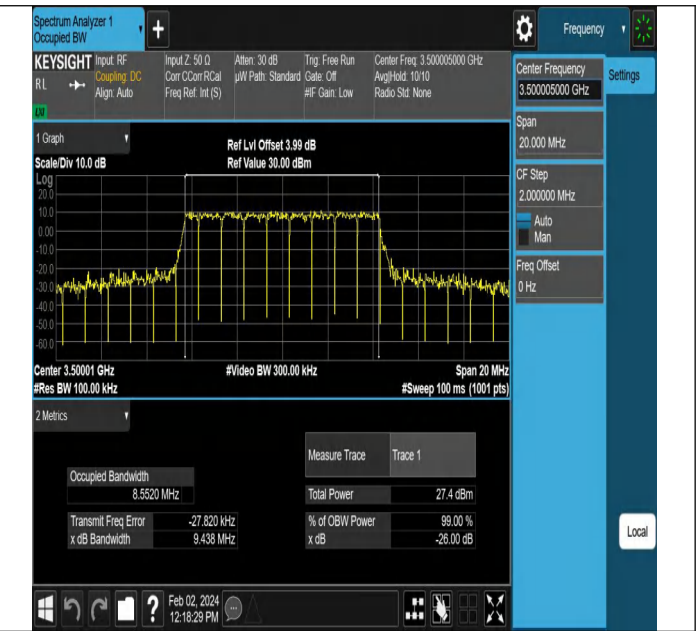 Spectrum Analyzer 1
Occupied BW
+
Frequency
KEYSIGHT
RL
Input: RF
Coupling: DC
Align: Auto
Input Z: 50 Ω
Corr CCorr RCal
Freq Ref: Int (S)
Atten: 30 dB
µW Path: Standard
Trig: Free Run
Gate: Off
#IF Gain: Low
Center Freq: 3.500005000 GHz
Avg|Hold: 10/10
Radio Std: None
Center Frequency
3.500005000 GHz
Settings
Span
20.000 MHz
CF Step
2.000000 MHz
Auto
Man
Freq Offset
0 Hz
1 Graph
Scale/Div 10.0 dB
Ref Lvl Offset 3.99 dB
Ref Value 30.00 dBm
Log
20.0
10.0
0.00
-10.0
-20.0
-30.0
-40.0
-50.0
-60.0
Center 3.50001 GHz
#Video BW 300.00 kHz
Span 20 MHz
#Res BW 100.00 kHz
#Sweep 100 ms (1001 pts)
2 Metrics
Measure Trace Trace 1
Occupied Bandwidth
8.5520 MHz
Total Power 27.4 dBm
Transmit Freq Error -27.820 kHz
% of OBW Power 99.00 %
x dB Bandwidth 9.438 MHz
x dB -26.00 dB
Local
?
Feb 02, 2024
12:18:29 PM